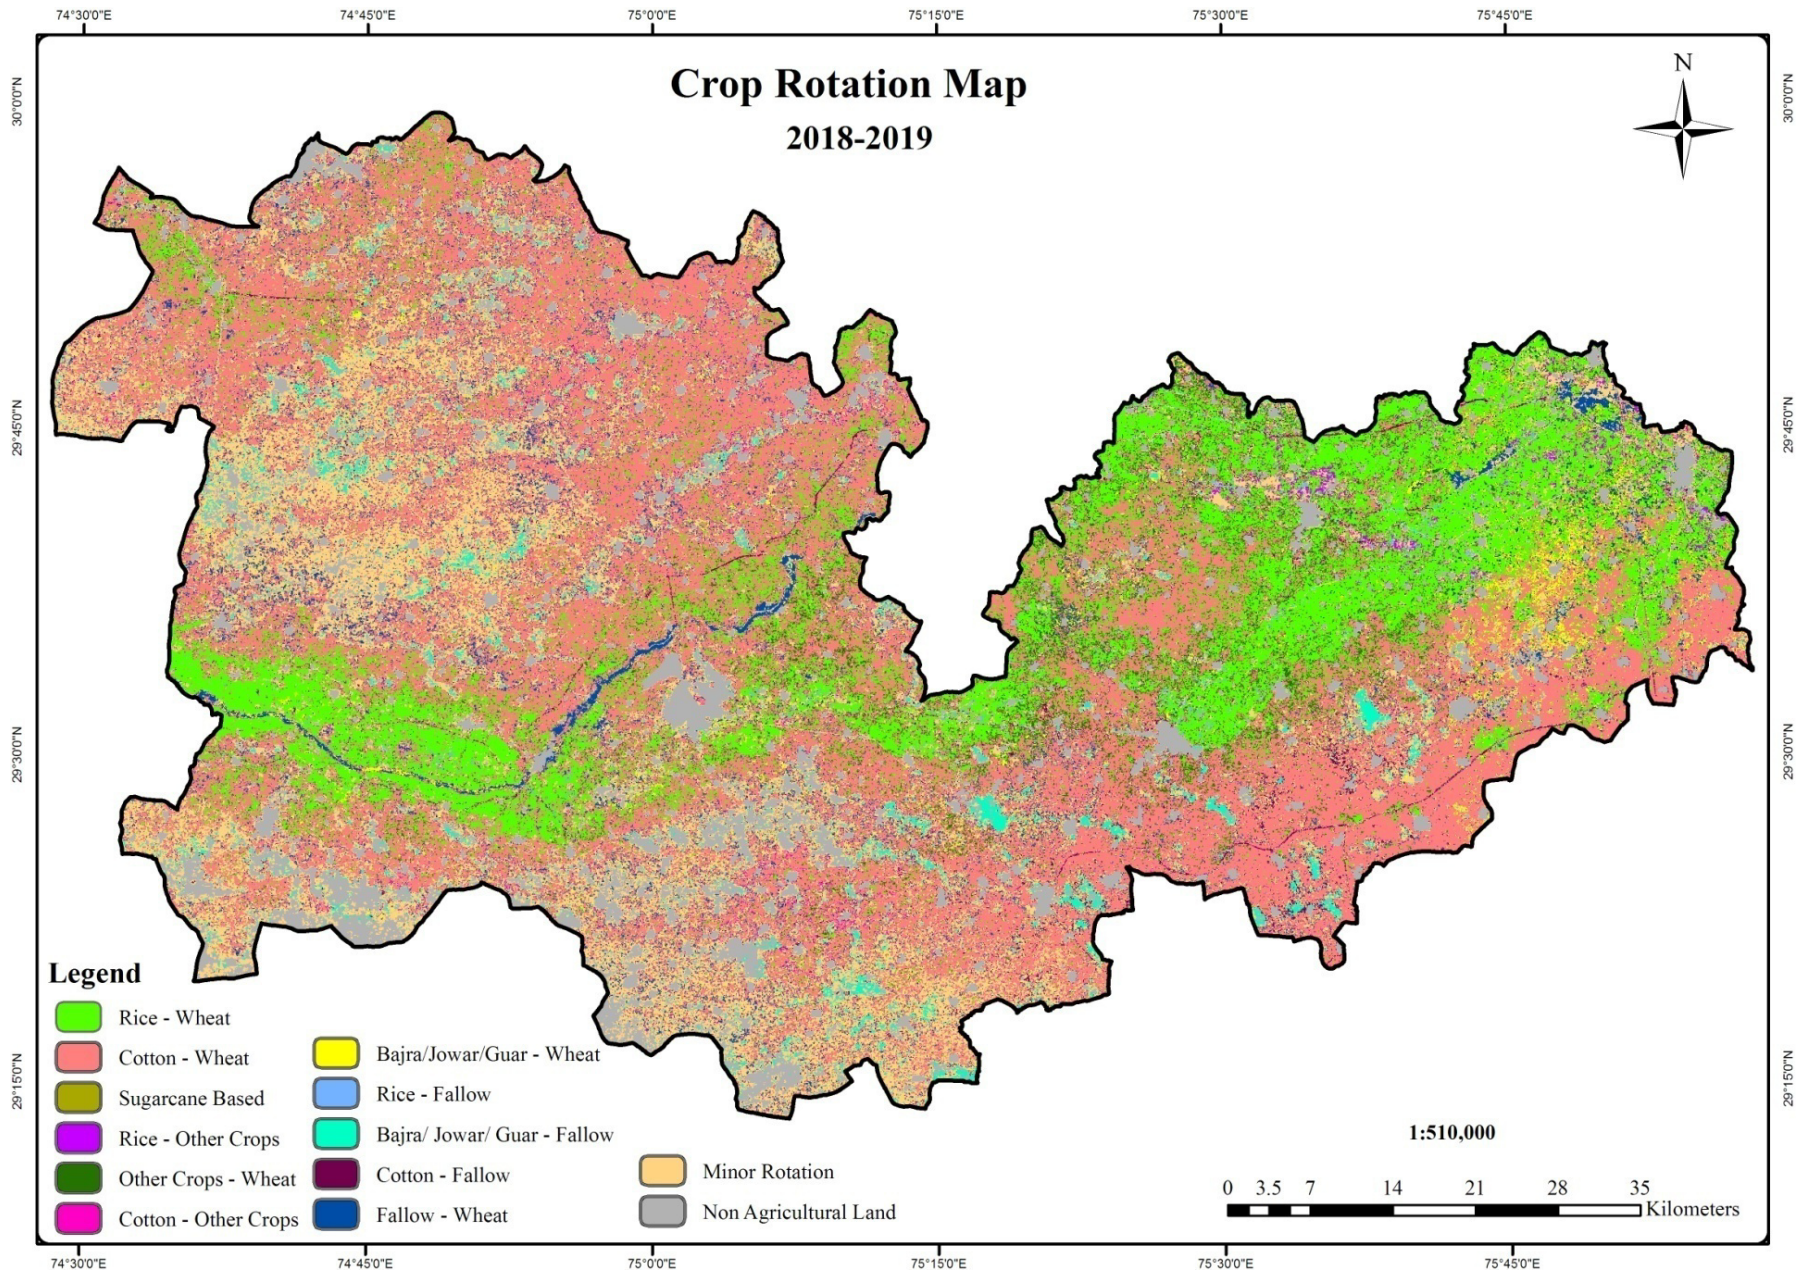 74°30'0"E 74°45'0"E 75°0'0"E 75°15'0"E 75°30'0"E 75°45'0"E
Crop Rotation Map
2018-2019
N
30°0'0"N 30°0'0"N
29°45'0"N 29°45'0"N
29°30'0"N 29°30'0"N
29°15'0"N 29°15'0"N
Legend
Rice - Wheat
Cotton - Wheat
Sugarcane Based
Rice - Other Crops
Other Crops - Wheat
Cotton - Other Crops
Bajra/Jowar/Guar - Wheat
Rice - Fallow
Bajra/ Jowar/ Guar - Fallow
Cotton - Fallow
Fallow - Wheat
Minor Rotation
Non Agricultural Land
1:510,000
0 3.5 7 14 21 28 35
Kilometers
74°30'0"E 74°45'0"E 75°0'0"E 75°15'0"E 75°30'0"E 75°45'0"E